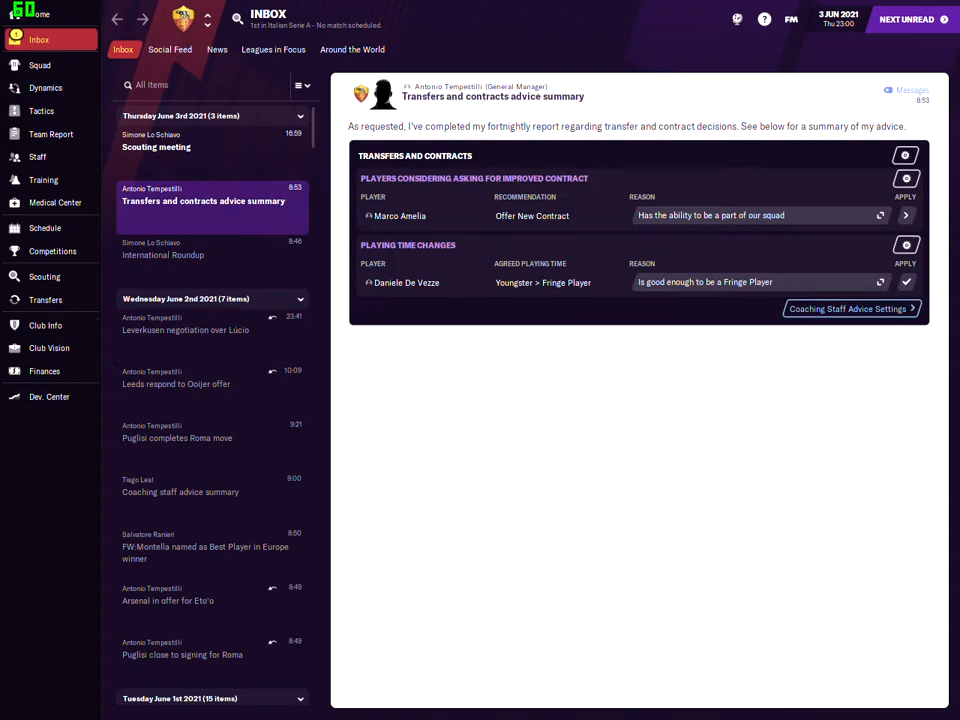 60
ome
INBOX
1st in Italian Serie A - No match scheduled.
?
FM
3 JUN 2021
Thu 23:00
NEXT UNREAD
1
Inbox
Squad
Dynamics
Tactics
Team Report
Staff
Training
Medical Center
Schedule
Competitions
Scouting
Transfers
Club Info
Club Vision
Finances
Dev. Center
Inbox
Social Feed
News
Leagues in Focus
Around the World
All Items
Thursday June 3rd 2021 (3 items)
Simone Lo Schiavo 16:59
Scouting meeting
Antonio Tempestilli 8:53
Transfers and contracts advice summary
Simone Lo Schiavo 8:46
International Roundup
Wednesday June 2nd 2021 (7 items)
Antonio Tempestilli 23:41
Leverkusen negotiation over Lúcio
Antonio Tempestilli 10:09
Leeds respond to Ooijer offer
Antonio Tempestilli 9:21
Puglisi completes Roma move
Tiago Leal 9:00
Coaching staff advice summary
Salvatore Ranieri 8:50
FW:Montella named as Best Player in Europe
winner
Antonio Tempestilli 8:49
Arsenal in offer for Eto'o
Antonio Tempestilli 8:49
Puglisi close to signing for Roma
Tuesday June 1st 2021 (15 items)
Antonio Tempestilli (General Manager)
Transfers and contracts advice summary
Messages
8:53
As requested, I've completed my fortnightly report regarding transfer and contract decisions. See below for a summary of my advice.
TRANSFERS AND CONTRACTS
PLAYERS CONSIDERING ASKING FOR IMPROVED CONTRACT
PLAYER RECOMMENDATION REASON APPLY
Marco Amelia Offer New Contract Has the ability to be a part of our squad
PLAYING TIME CHANGES
PLAYER AGREED PLAYING TIME REASON APPLY
Daniele De Vezze Youngster > Fringe Player Is good enough to be a Fringe Player
Coaching Staff Advice Settings